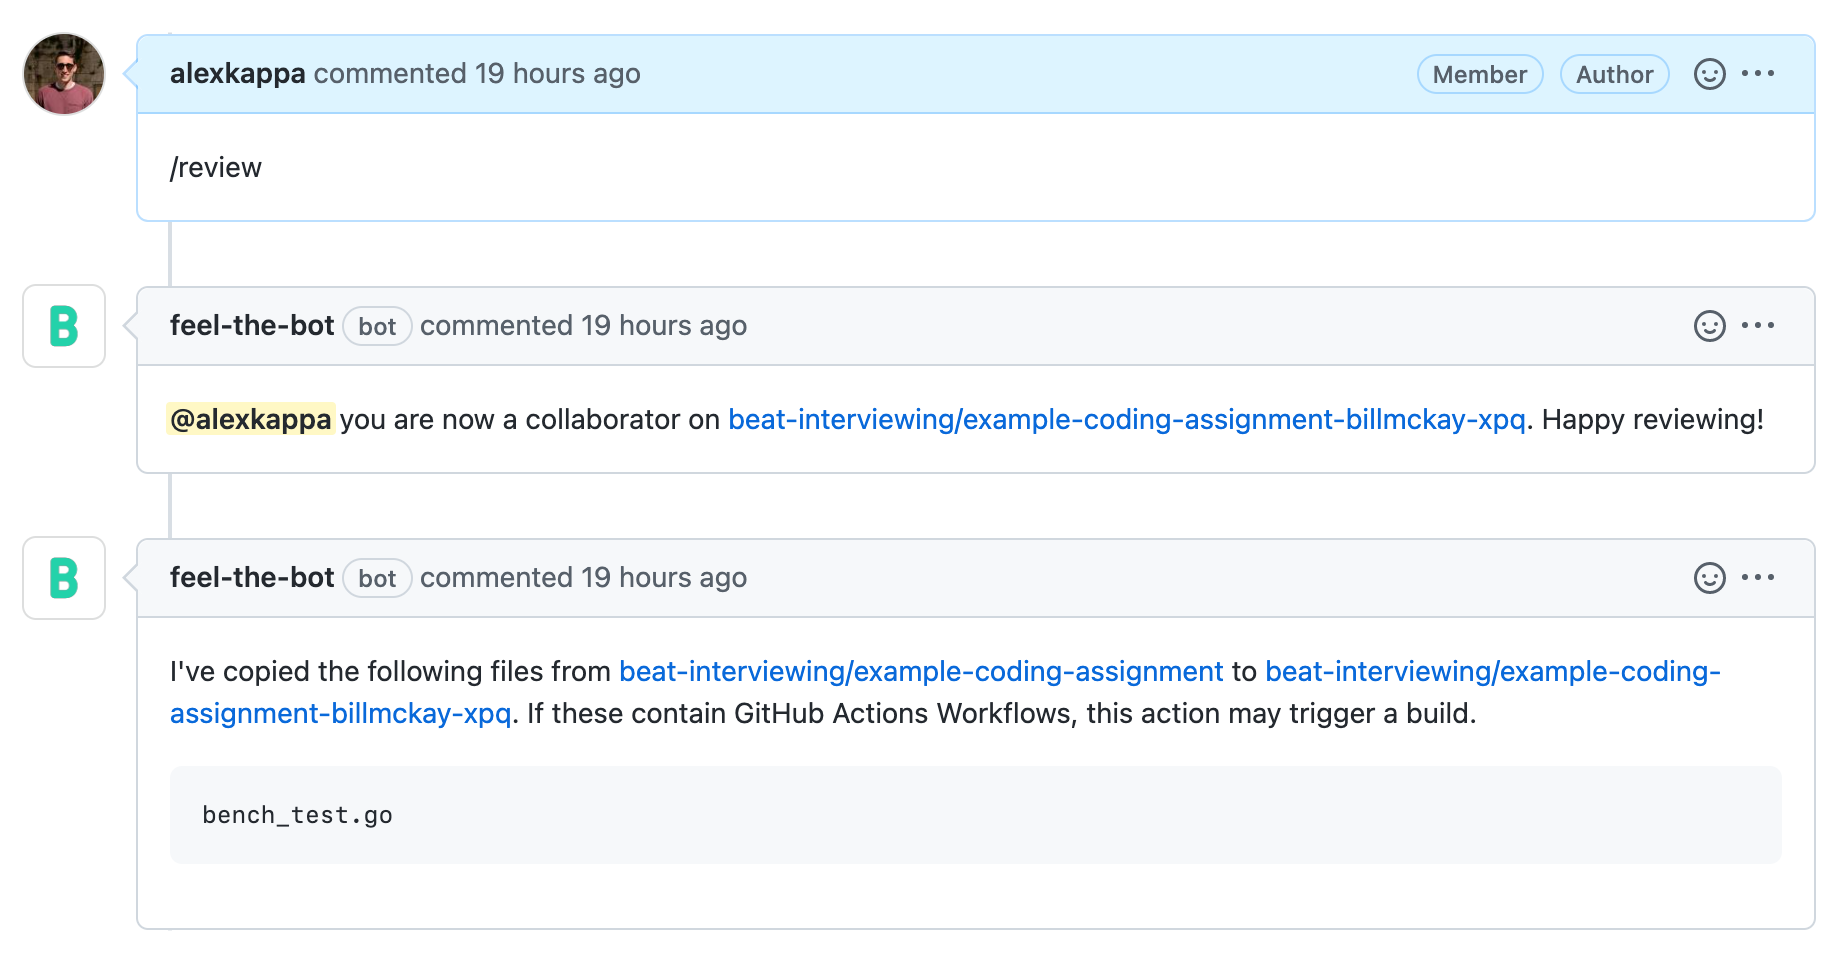 alexkappa commented 19 hours ago Member Author
/review
B
feel-the-bot bot commented 19 hours ago
@alexkappa you are now a collaborator on beat-interviewing/example-coding-assignment-billmckay-xpq. Happy reviewing!
B
feel-the-bot bot commented 19 hours ago
I've copied the following files from beat-interviewing/example-coding-assignment to beat-interviewing/example-coding-
assignment-billmckay-xpq. If these contain GitHub Actions Workflows, this action may trigger a build.
bench_test.go